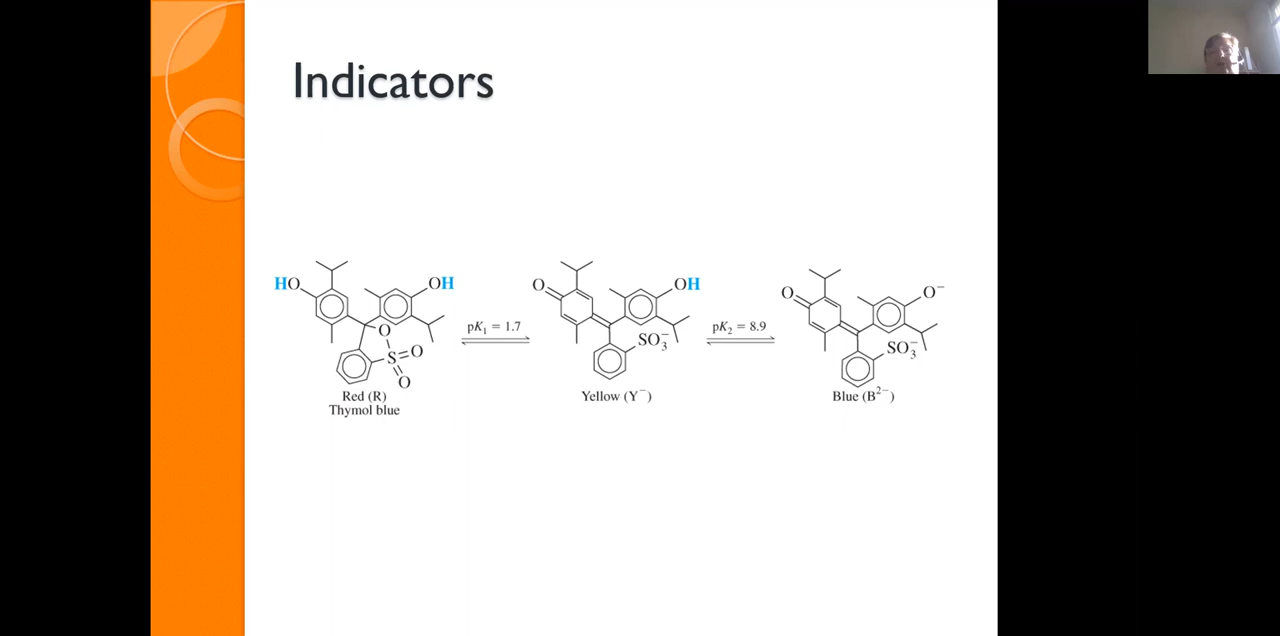 Indicators
HO
OH
O
S=O
O
Red (R)
Thymol blue
pK₁ = 1.7
O
OH
SO₃⁻
Yellow (Y⁻)
pK₂ = 8.9
O
O⁻
SO₃⁻
Blue (B²⁻)